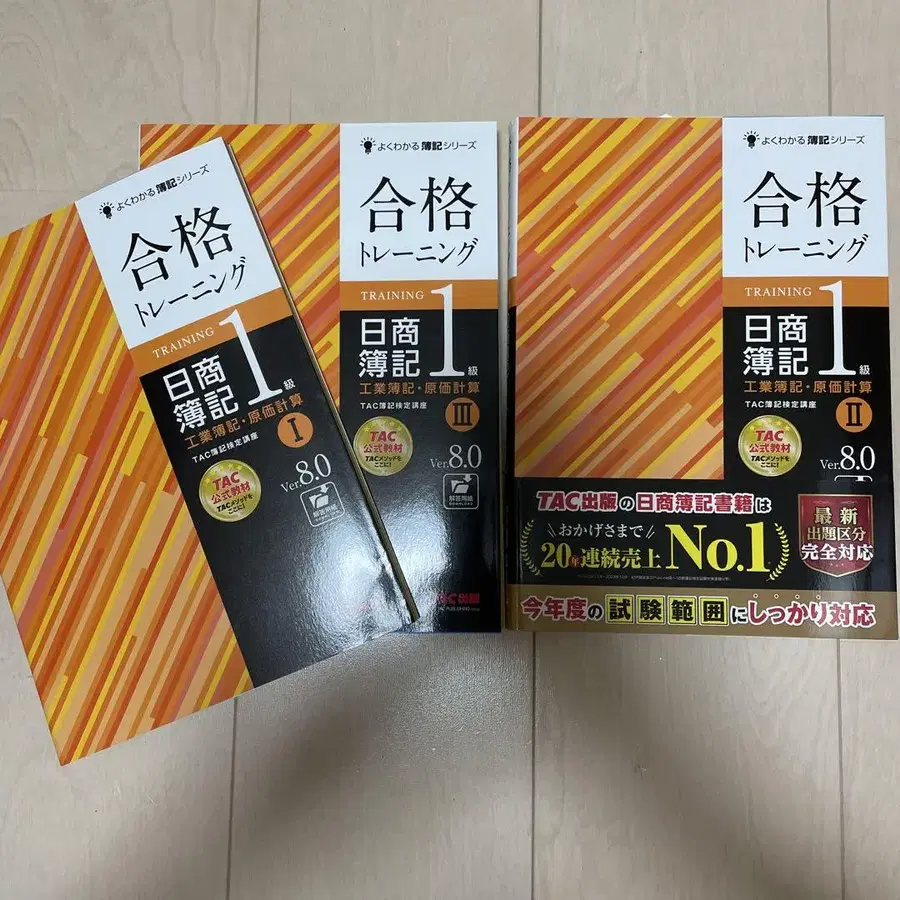 よくわかる簿記シリーズ
合格
トレーニング
TRAINING
日商
簿記
1級
工業簿記・原価計算
I
TAC簿記検定講座
TAC
公式教材
TACメソッドを
ここに!
Ver.8.0
解答用紙
DOWNLOAD
よくわかる簿記シリーズ
合格
トレーニング
TRAINING
日商
簿記
1級
工業簿記・原価計算
III
TAC簿記検定講座
TAC
公式教材
TACメソッドを
ここに!
Ver.8.0
解答用紙
DOWNLOAD
TAC出版
TAC PUBLISHING
よくわかる簿記シリーズ
合格
トレーニング
TRAINING
日商
簿記
1級
工業簿記・原価計算
II
TAC簿記検定講座
TAC
公式教材
TACメソッドを
ここに!
Ver.8.0
TAC出版の日商簿記書籍は
おかげさまで
20年連続売上No.1
最新
出題区分
完全対応
今年度の試験範囲にしっかり対応